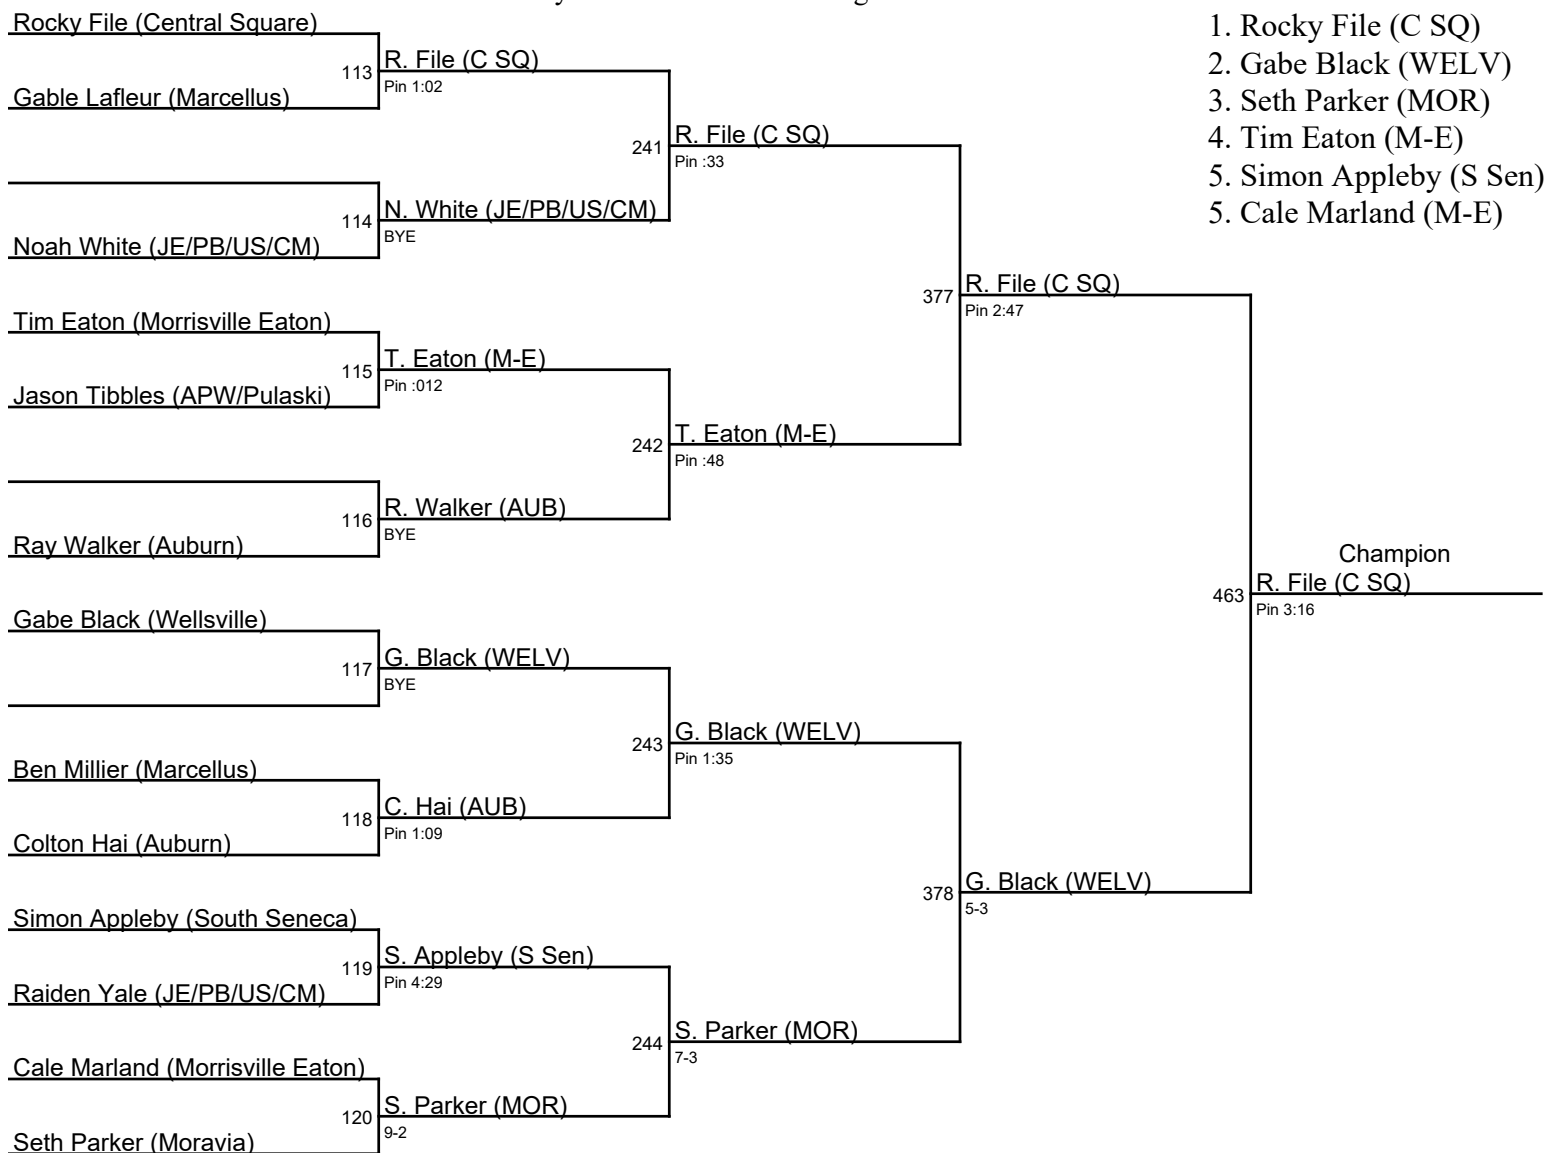 Rocky File (Central Square)
113
R. File (C SQ)
Pin 1:02
Gable Lafleur (Marcellus)
241
R. File (C SQ)
Pin :33
114
N. White (JE/PB/US/CM)
BYE
Noah White (JE/PB/US/CM)
377
R. File (C SQ)
Pin 2:47
Tim Eaton (Morrisville Eaton)
115
T. Eaton (M-E)
Pin :012
Jason Tibbles (APW/Pulaski)
242
T. Eaton (M-E)
Pin :48
116
R. Walker (AUB)
BYE
Ray Walker (Auburn)
Champion
463
R. File (C SQ)
Pin 3:16
Gabe Black (Wellsville)
117
G. Black (WELV)
BYE
243
G. Black (WELV)
Pin 1:35
Ben Millier (Marcellus)
118
C. Hai (AUB)
Pin 1:09
Colton Hai (Auburn)
378
G. Black (WELV)
5-3
Simon Appleby (South Seneca)
119
S. Appleby (S Sen)
Pin 4:29
Raiden Yale (JE/PB/US/CM)
244
S. Parker (MOR)
7-3
Cale Marland (Morrisville Eaton)
120
S. Parker (MOR)
9-2
Seth Parker (Moravia)
1. Rocky File (C SQ)
2. Gabe Black (WELV)
3. Seth Parker (MOR)
4. Tim Eaton (M-E)
5. Simon Appleby (S Sen)
5. Cale Marland (M-E)